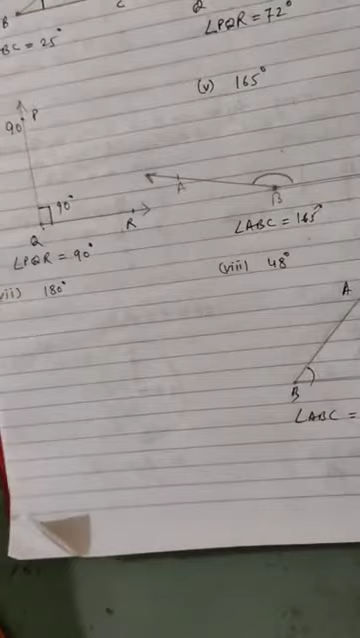 B C Q
BC = 25°
∠PQR = 72°
(v) 165°
P
90°
90°
A B
Q R
∠PQR = 90°
∠ABC = 165°
vii) 180°
(viii) 48°
A
B
∠ABC =